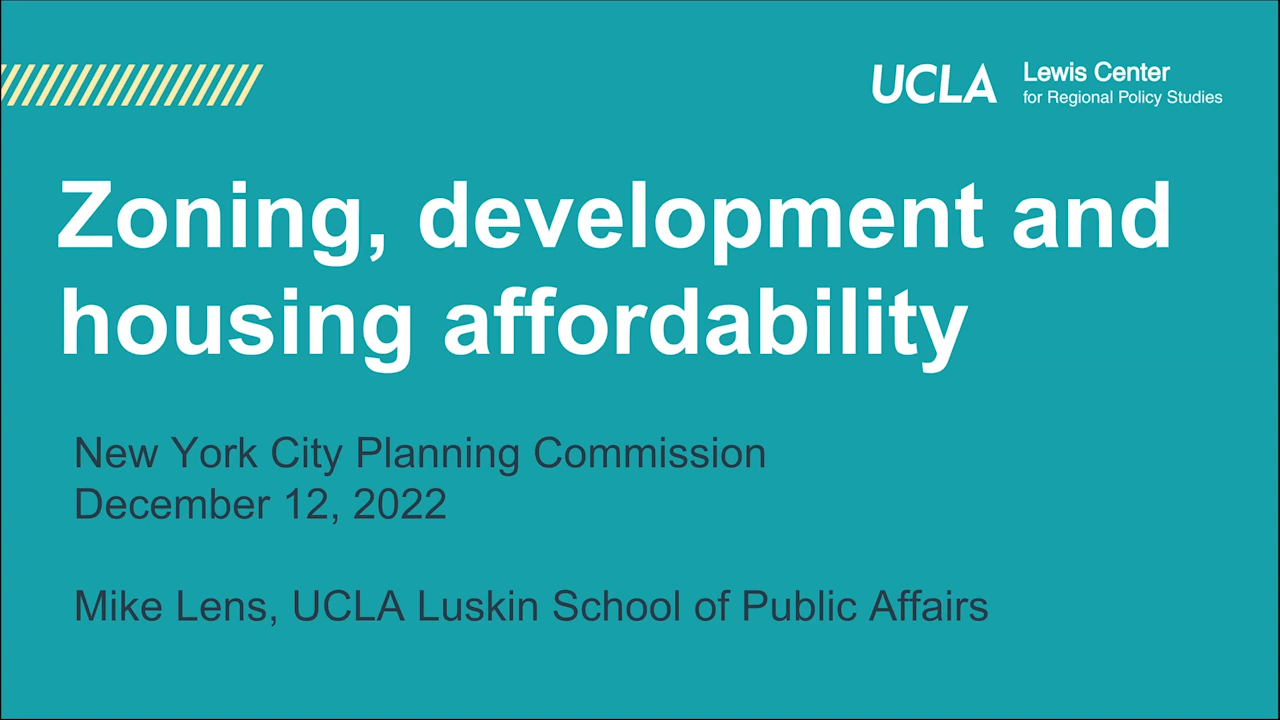 UCLA Lewis Center
for Regional Policy Studies
Zoning, development and
housing affordability
New York City Planning Commission
December 12, 2022
Mike Lens, UCLA Luskin School of Public Affairs